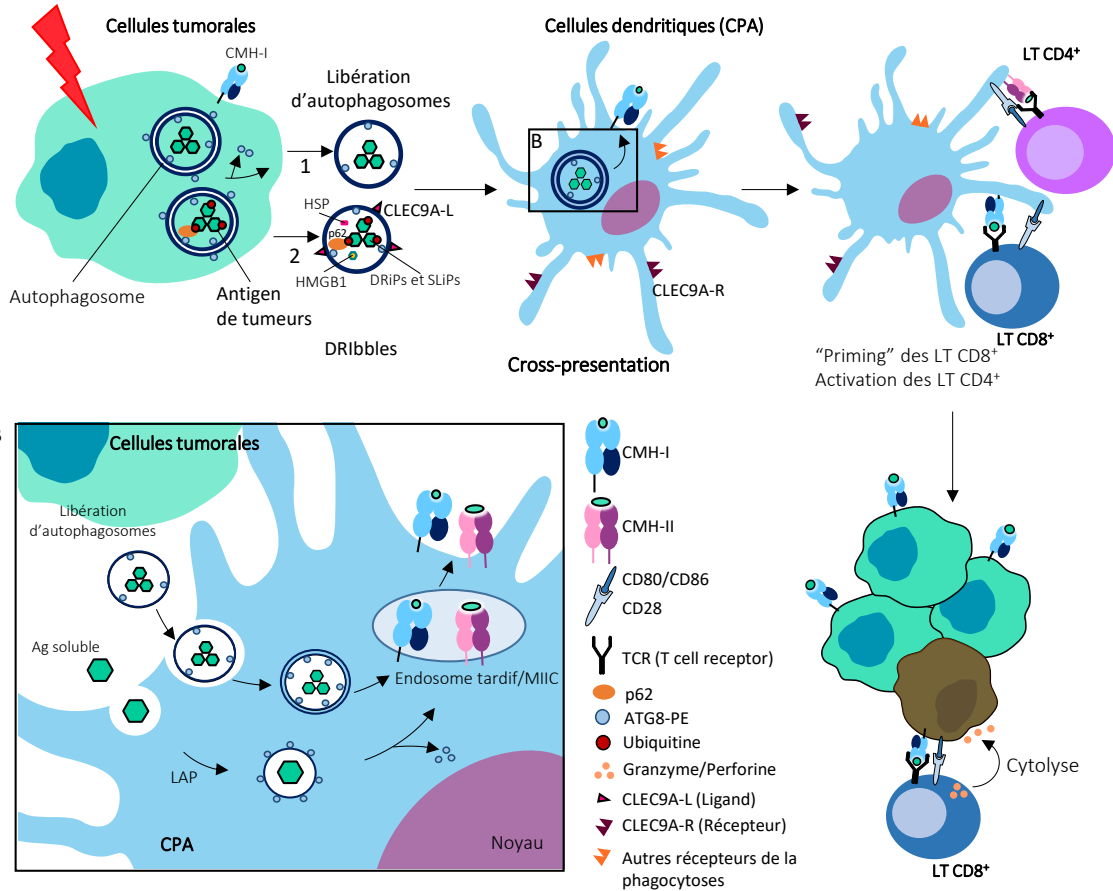 Cellules tumorales
CMH-I
Libération
d'autophagosomes
1
HSP
CLEC9A-L
p62
2
HMGB1
DRiPs et SLiPs
Autophagosome
Antigen
de tumeurs
DRIbbles
Cellules dendritiques (CPA)
B
CLEC9A-R
Cross-presentation
LT CD4⁺
LT CD8⁺
“Priming” des LT CD8⁺
Activation des LT CD4⁺
Cellules tumorales
Libération
d'autophagosomes
Ag soluble
LAP
Endosome tardif/MIIC
CPA
Noyau
CMH-I
CMH-II
CD80/CD86
CD28
TCR (T cell receptor)
p62
ATG8-PE
Ubiquitine
Granzyme/Perforine
CLEC9A-L (Ligand)
CLEC9A-R (Récepteur)
Autres récepteurs de la
phagocytoses
Cytolyse
LT CD8⁺